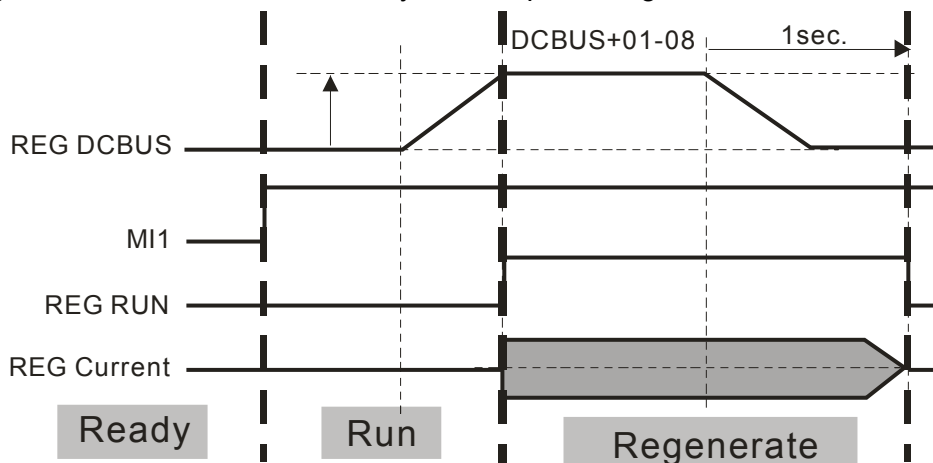 DCBUS+01-08
1sec.
REG DCBUS
MI1
REG RUN
REG Current
Ready
Run
Regenerate